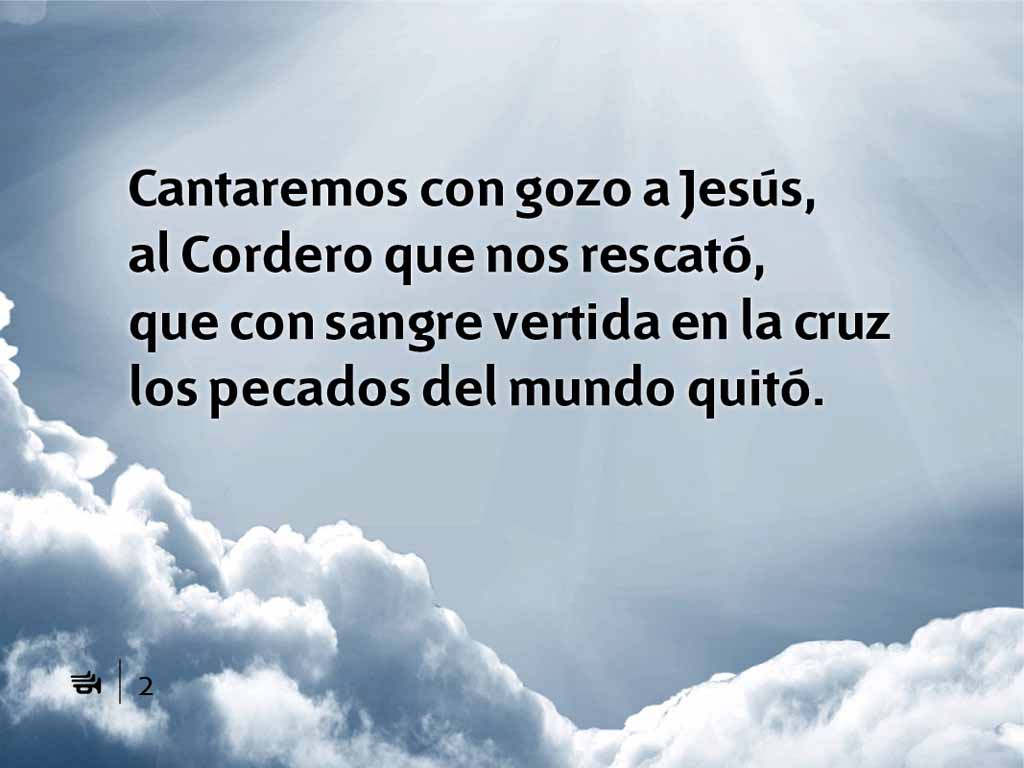 Cantaremos con gozo a Jesús,
al Cordero que nos rescató,
que con sangre vertida en la cruz
los pecados del mundo quitó.
2